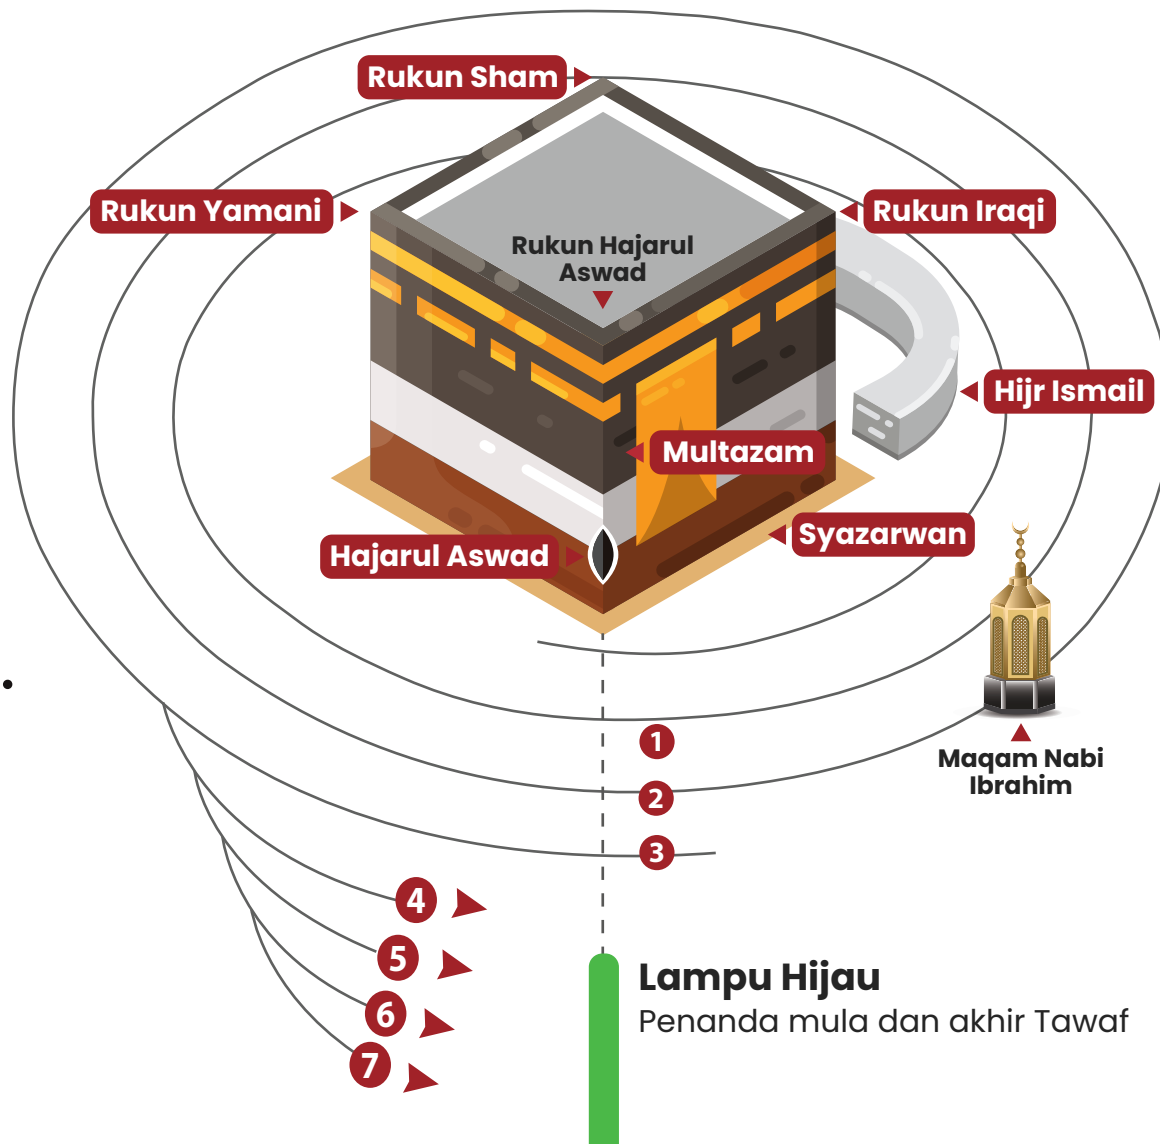 Rukun Sham
Rukun Yamani
Rukun Iraqi
Rukun Hajarul
Aswad
Hijr Ismail
Multazam
Syazarwan
Hajarul Aswad
1
Maqam Nabi
Ibrahim
2
3
4
5
Lampu Hijau
Penanda mula dan akhir Tawaf
6
7